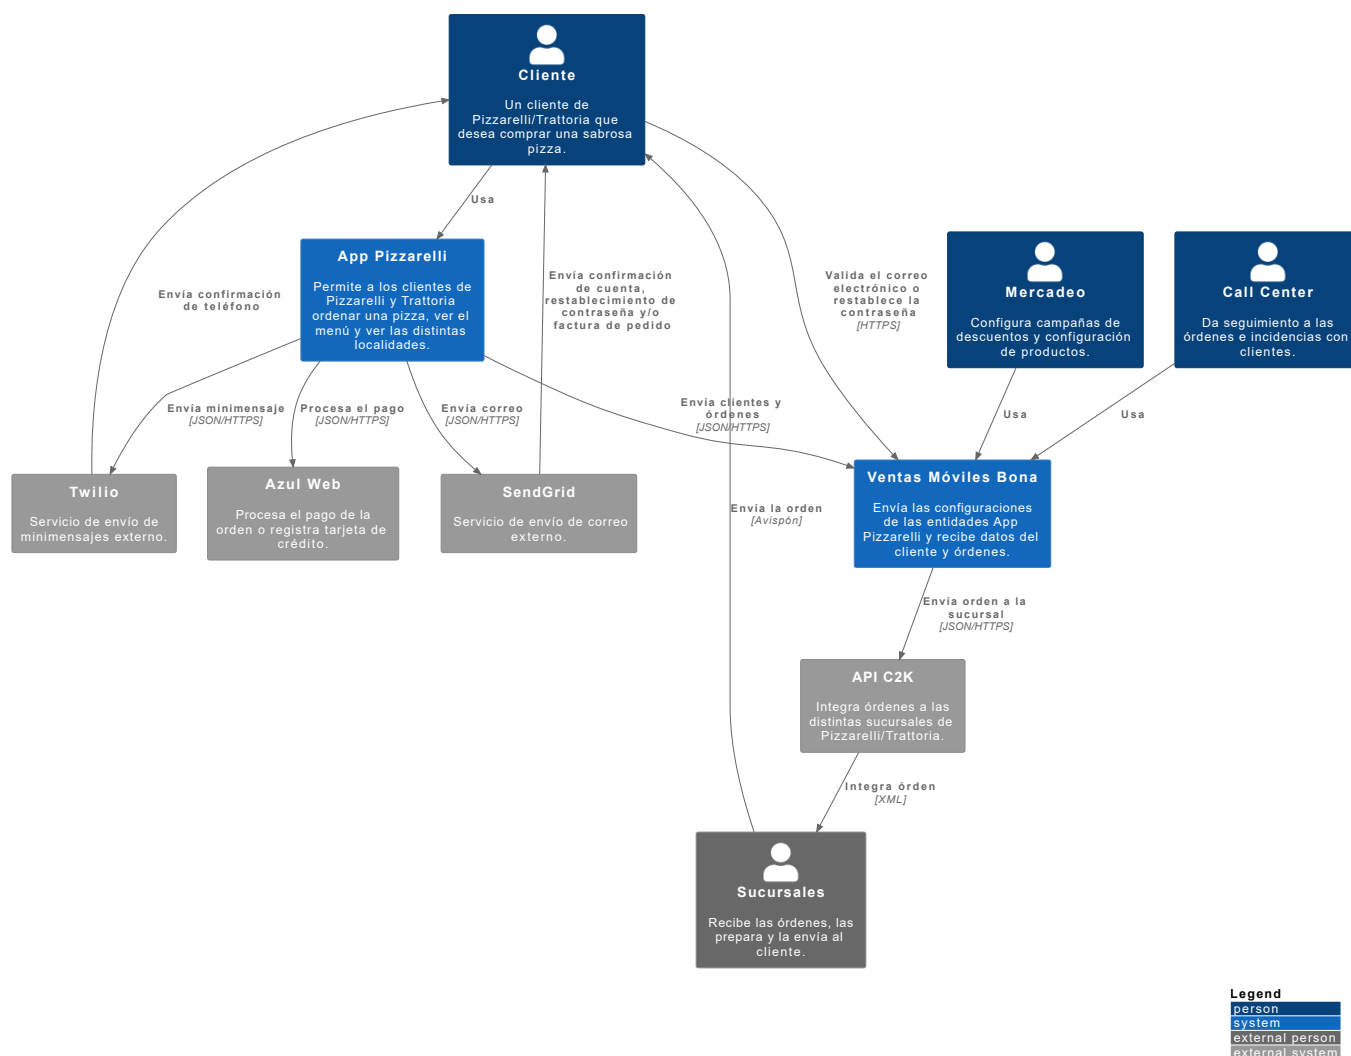 Cliente
Un cliente de
Pizzarelli/Trattoria que
desea comprar una sabrosa
pizza.
Usa
App Pizzarelli
Permite a los clientes de
Pizzarelli y Trattoria
ordenar una pizza, ver el
menú y ver las distintas
localidades.
Envía confirmación
de teléfono
Envía confirmación
de cuenta,
restablecimiento de
contraseña y/o
factura de pedido
Valida el correo
electrónico o
restablece la
contraseña
[HTTPS]
Mercadeo
Configura campañas de
descuentos y configuración
de productos.
Call Center
Da seguimiento a las
órdenes e incidencias con
clientes.
Envía minimensaje
[JSON/HTTPS]
Procesa el pago
[JSON/HTTPS]
Envía correo
[JSON/HTTPS]
Envía clientes y
órdenes
[JSON/HTTPS]
Usa
Usa
Twilio
Servicio de envío de
minimensajes externo.
Azul Web
Procesa el pago de la
orden o registra tarjeta de
crédito.
SendGrid
Servicio de envío de correo
externo.
Envía la orden
[Avispón]
Ventas Móviles Bona
Envía las configuraciones
de las entidades App
Pizzarelli y recibe datos del
cliente y órdenes.
Envía orden a la
sucursal
[JSON/HTTPS]
API C2K
Integra órdenes a las
distintas sucursales de
Pizzarelli/Trattoria.
Integra órden
[XML]
Sucursales
Recibe las órdenes, las
prepara y la envía al
cliente.
Legend
person
system
external person
external system